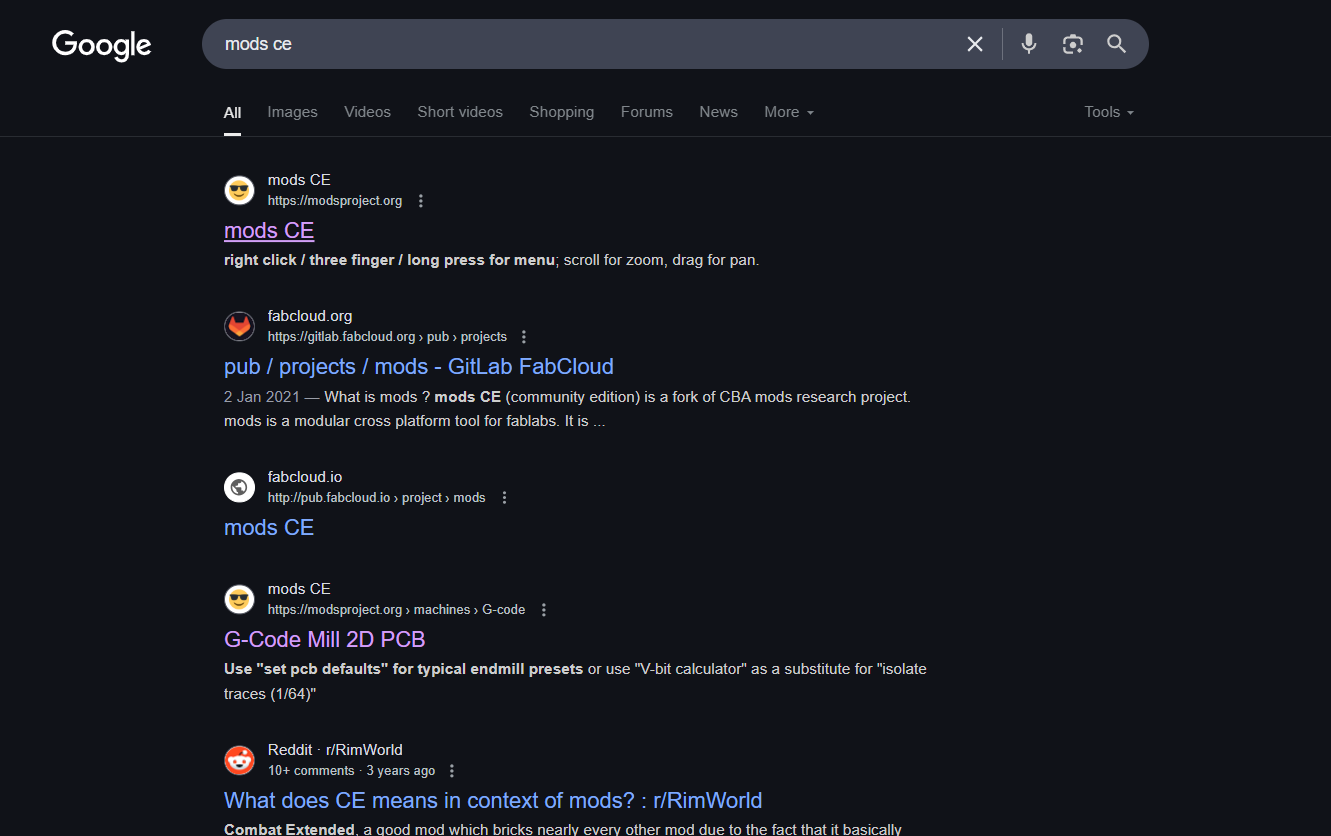 Google
mods ce
All Images Videos Short videos Shopping Forums News More Tools
mods CE
https://modsproject.org
mods CE
right click / three finger / long press for menu; scroll for zoom, drag for pan.
fabcloud.org
https://gitlab.fabcloud.org › pub › projects
pub / projects / mods - GitLab FabCloud
2 Jan 2021 — What is mods ? mods CE (community edition) is a fork of CBA mods research project.
mods is a modular cross platform tool for fablabs. It is ...
fabcloud.io
http://pub.fabcloud.io › project › mods
mods CE
mods CE
https://modsproject.org › machines › G-code
G-Code Mill 2D PCB
Use "set pcb defaults" for typical endmill presets or use "V-bit calculator" as a substitute for "isolate
traces (1/64)"
Reddit · r/RimWorld
10+ comments · 3 years ago
What does CE means in context of mods? : r/RimWorld
Combat Extended, a good mod which bricks nearly every other mod due to the fact that it basically